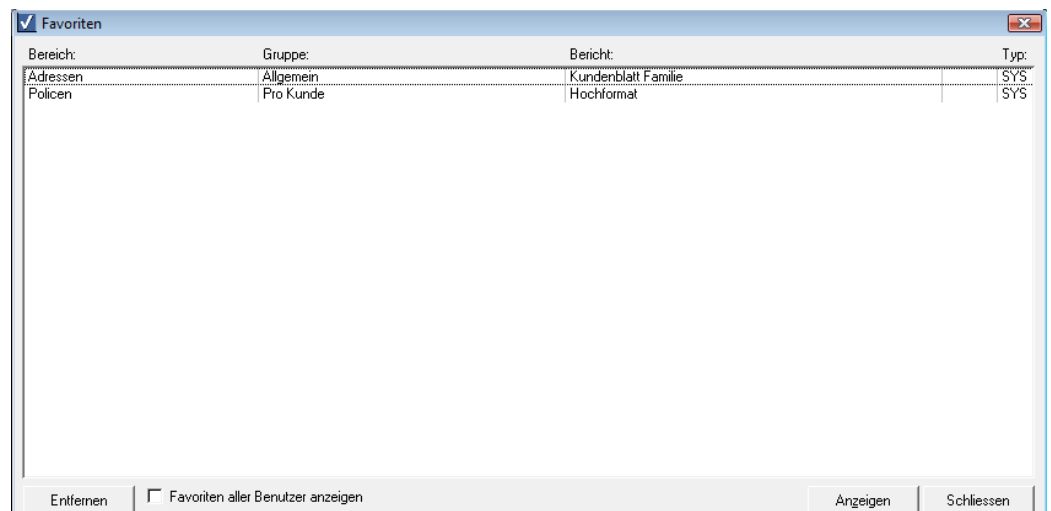 Favoriten
Bereich: Gruppe: Bericht: Typ:
Adressen Allgemein Kundenblatt Familie SYS
Policen Pro Kunde Hochformat SYS
Entfernen Favoriten aller Benutzer anzeigen Anzeigen Schliessen